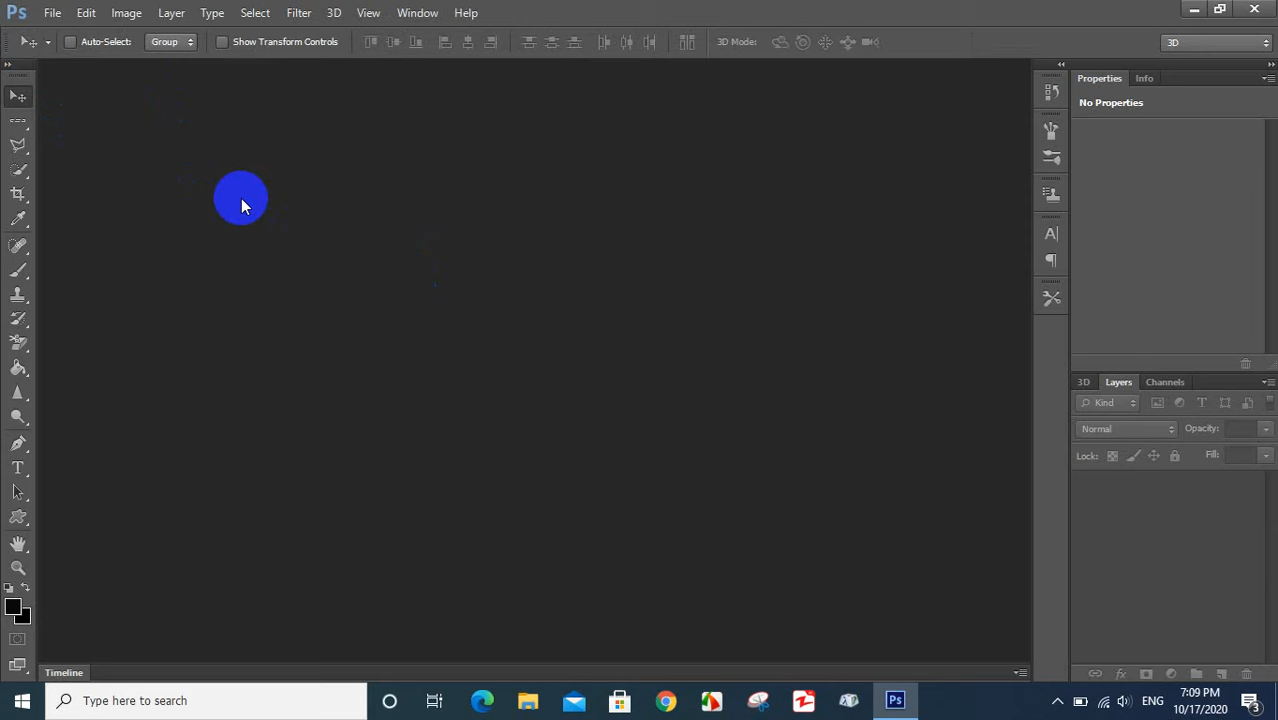 Ps File Edit Image Layer Type Select Filter 3D View Window Help
Auto-Select: Group Show Transform Controls 3D Mode: 3D
Properties Info
No Properties
3D Layers Channels
Kind
Normal Opacity:
Lock: Fill:
Timeline
Type here to search
Ps
ENG
7:09 PM
10/17/2020
3